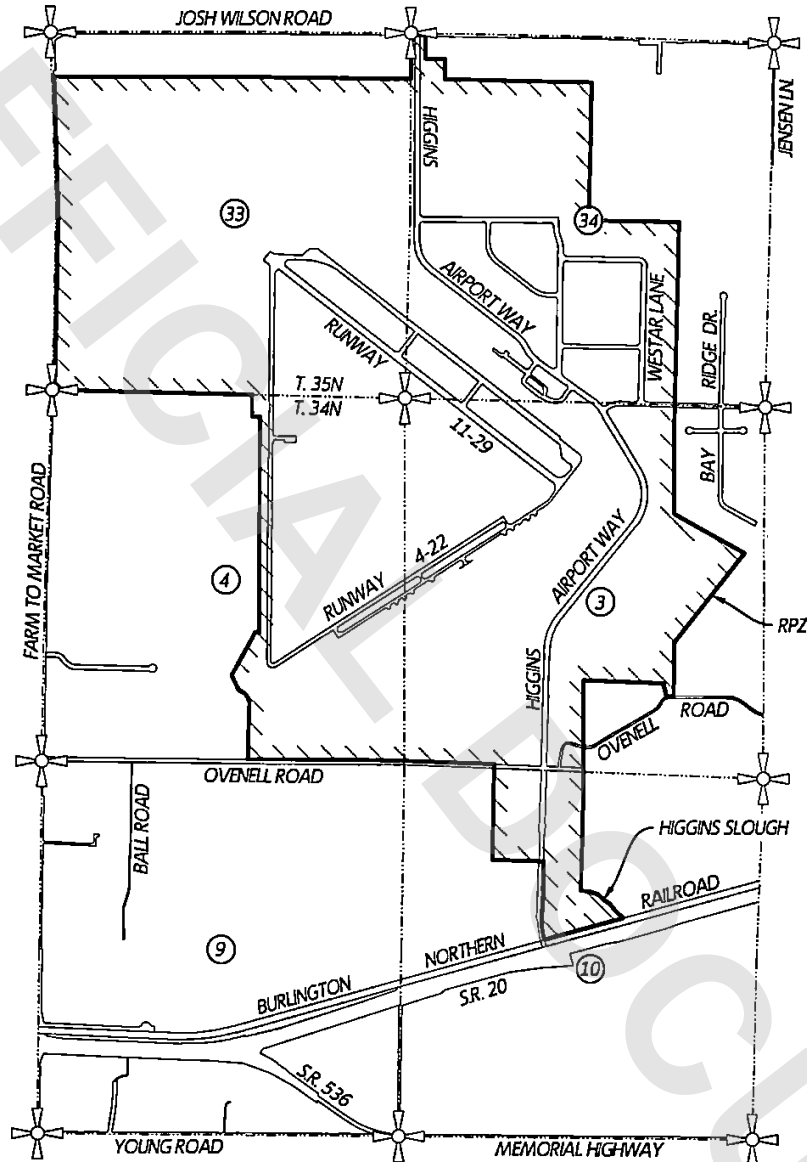 JOSH WILSON ROAD
HIGGINS
JENSEN LN.
33
34
AIRPORT WAY
RUNWAY
WESTAR LANE
RIDGE DR.
T. 35N
T. 34N
11-29
BAY
FARM TO MARKET ROAD
4-22
RUNWAY
AIRPORT WAY
4
3
RPZ
HIGGINS
ROAD
OVENELL
OVENELL ROAD
BALL ROAD
HIGGINS SLOUGH
RAILROAD
9
NORTHERN
10
BURLINGTON
S.R. 20
S.R. 536
YOUNG ROAD
MEMORIAL HIGHWAY